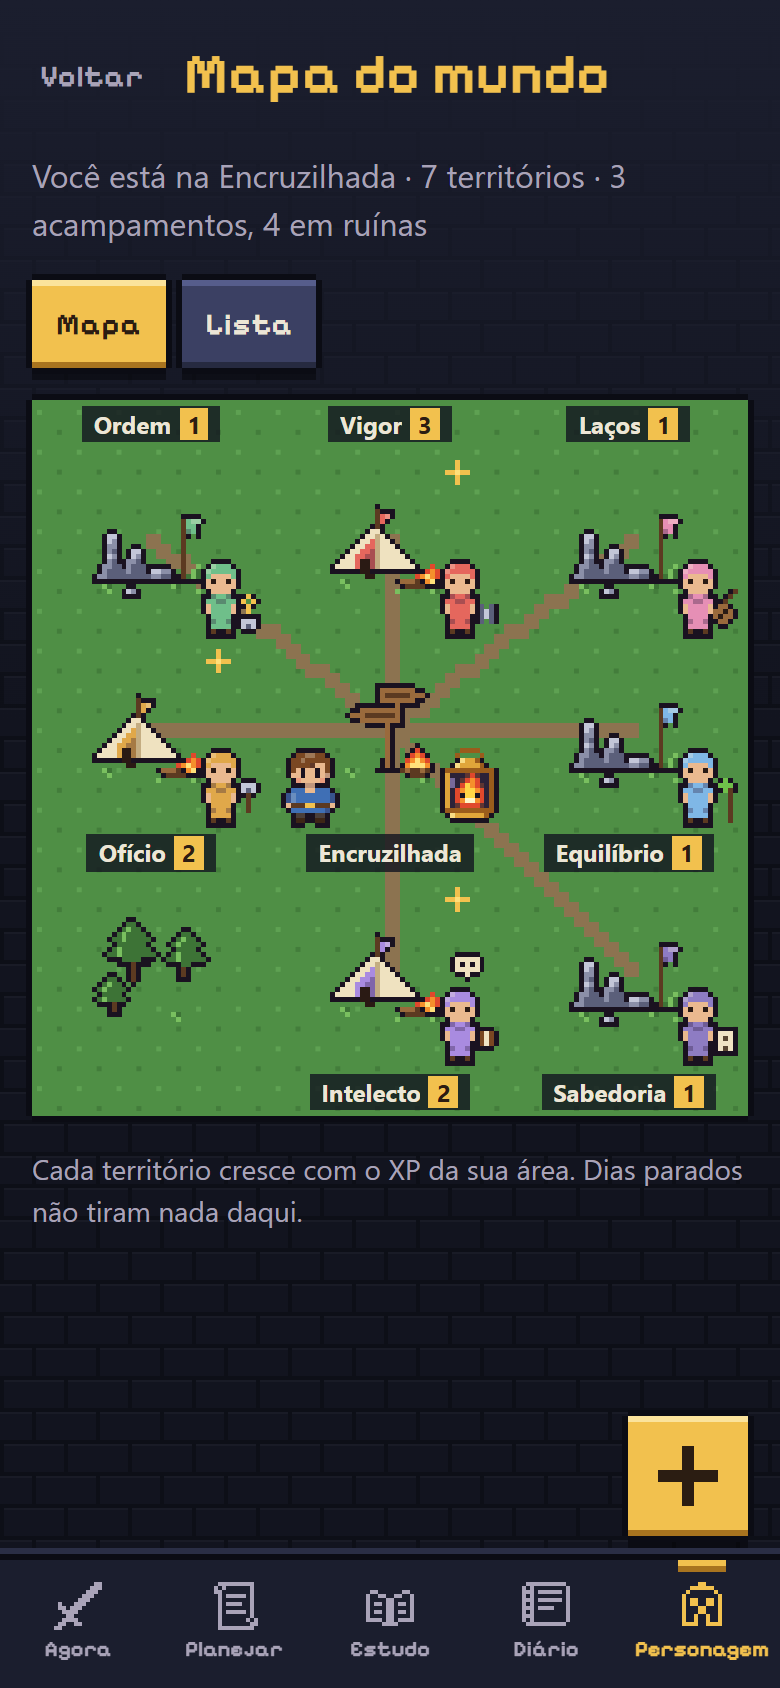 Voltar
Mapa do mundo
Você está na Encruzilhada · 7 territórios · 3
acampamentos, 4 em ruínas
Mapa
Lista
Ordem 1
Vigor 3
Laços 1
Ofício 2
Encruzilhada
Equilíbrio 1
Intelecto 2
Sabedoria 1
Cada território cresce com o XP da sua área. Dias parados
não tiram nada daqui.
Agora
Planejar
Estudo
Diário
Personagem